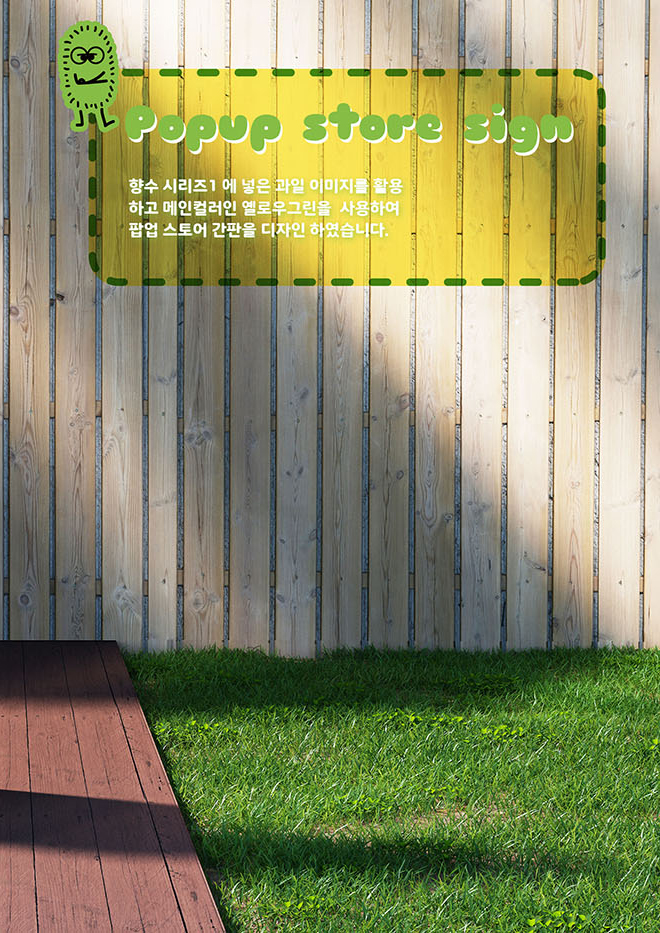 Popup store sign
향수 시리즈1 에 넣은 과일 이미지를 활용
하고 메인컬러인 옐로우그린을 사용하여
팝업 스토어 간판을 디자인 하였습니다.